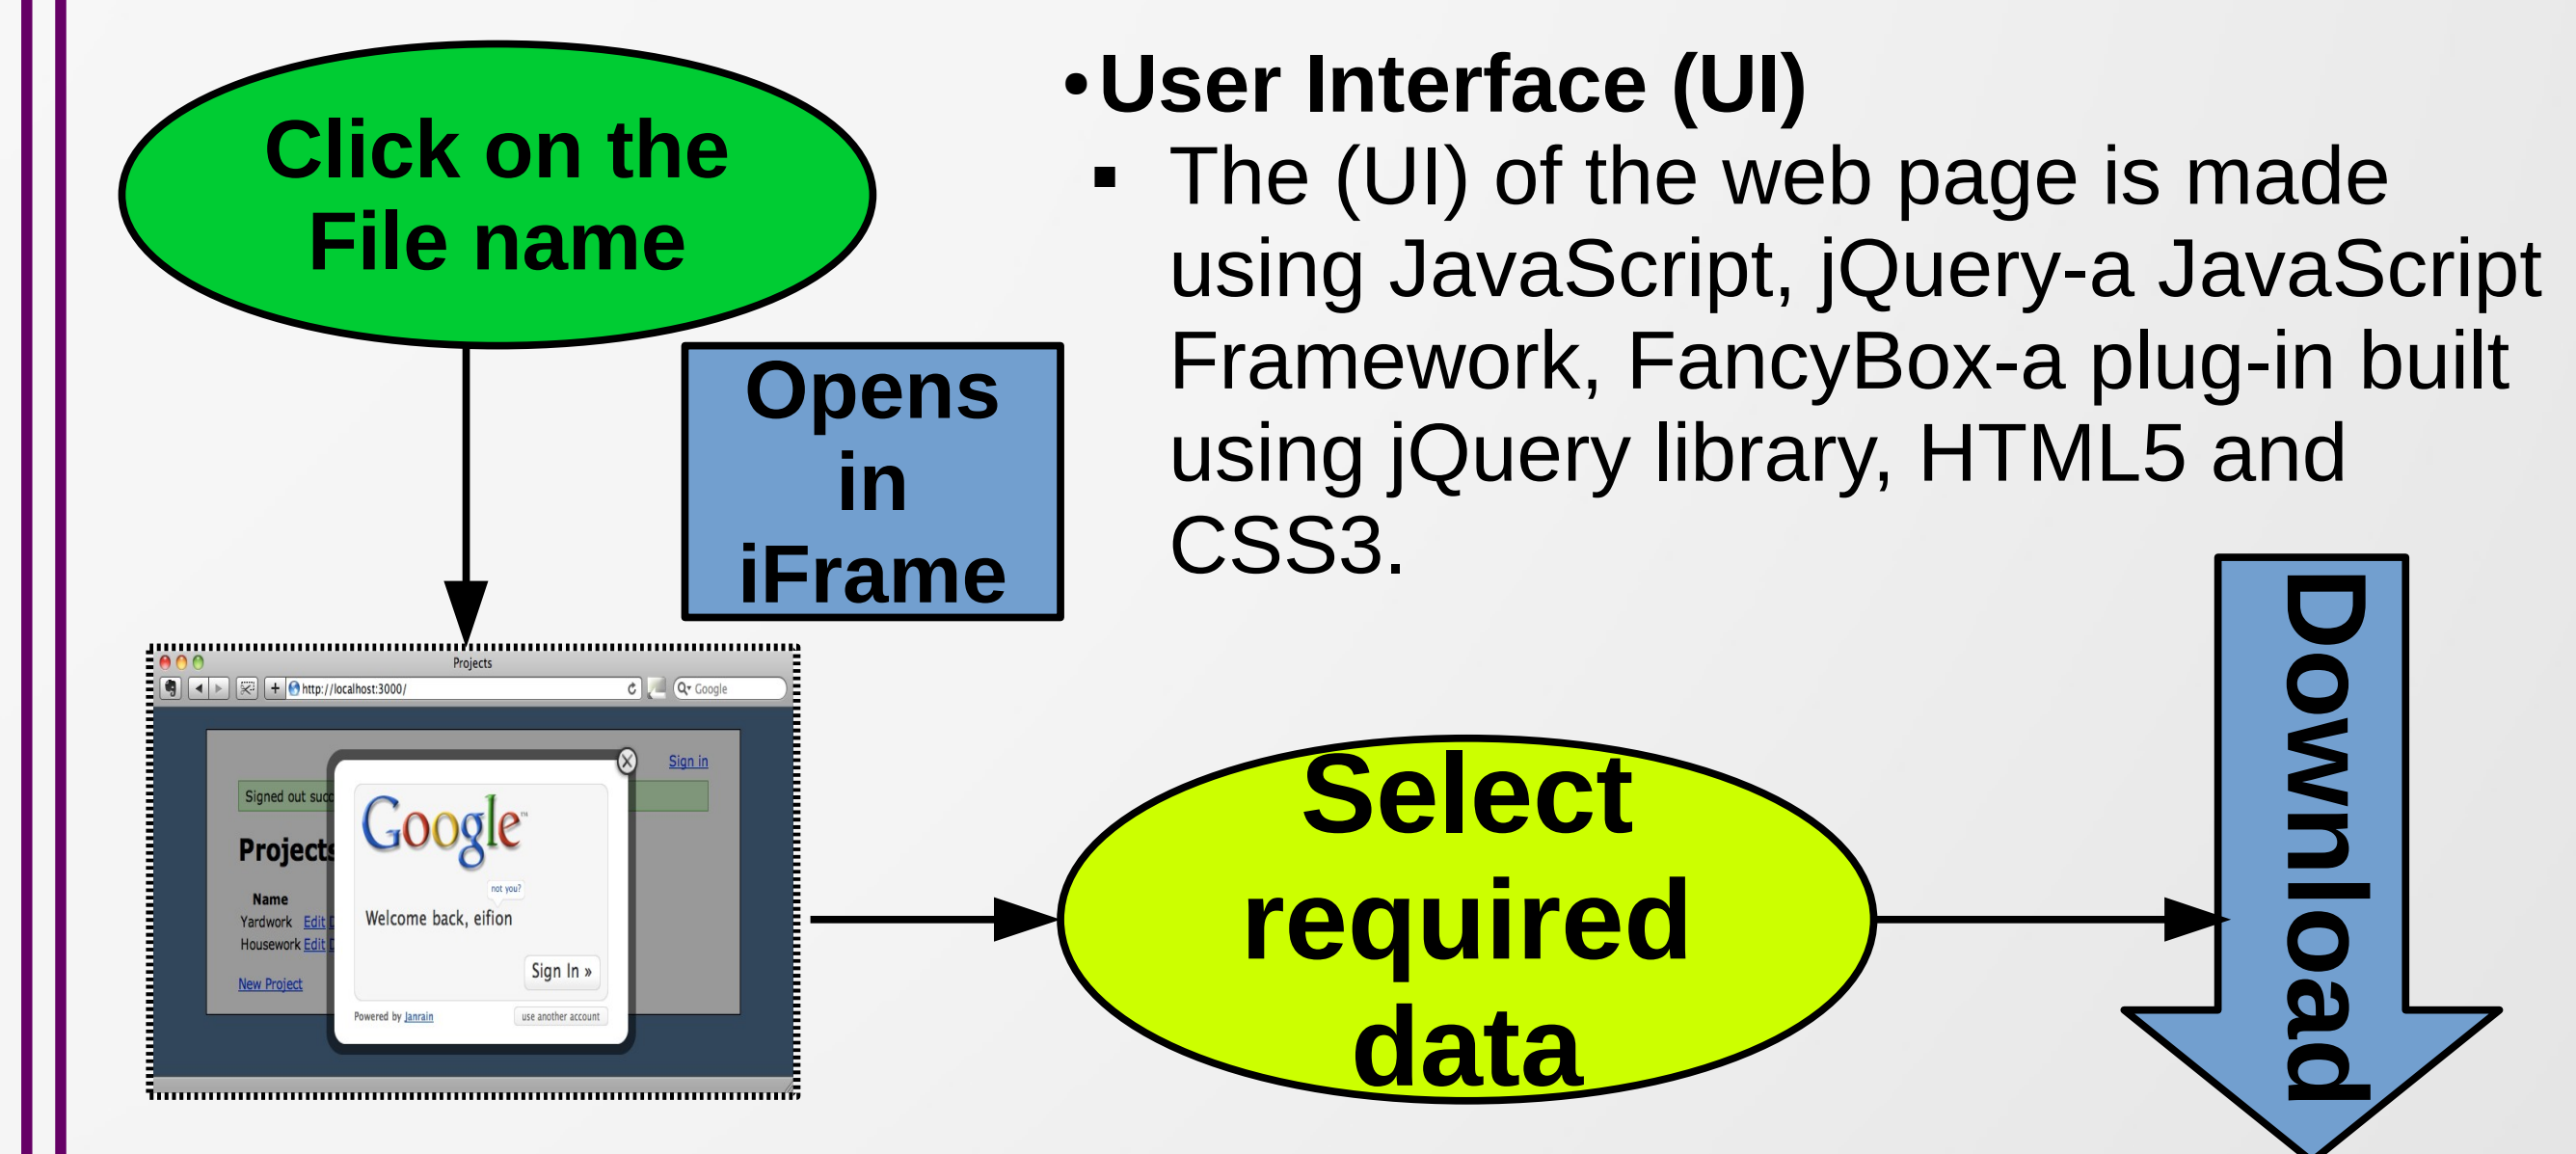 Click on the
File name
•User Interface (UI)
▪ The (UI) of the web page is made
using JavaScript, jQuery-a JavaScript
Framework, FancyBox-a plug-in built
using jQuery library, HTML5 and
CSS3.
Opens
in
iFrame
Projects
http://localhost:3000/
Google
Sign in
Signed out succ
Projects
Name
Yardwork Edit D
Housework Edit D
New Project
Google™
not you?
Welcome back, eifion
Sign In »
Powered by Janrain
use another account
Select
required
data
Download